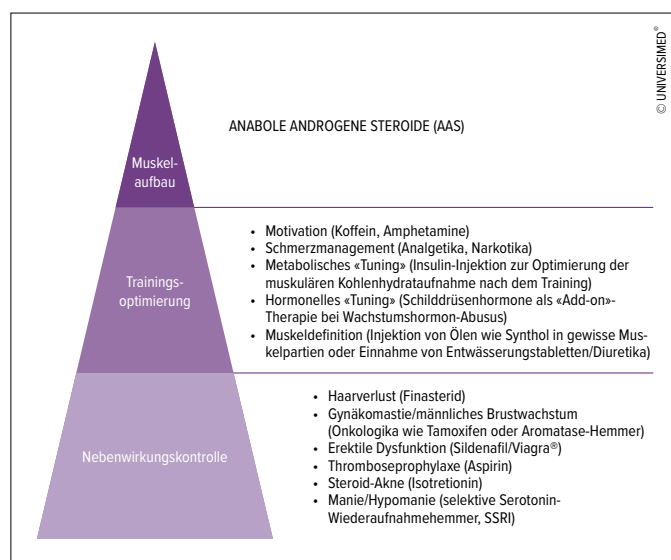 © UNIVERSIMED®
ANABOLE ANDROGENE STEROIDE (AAS)
Muskel-
aufbau
• Motivation (Koffein, Amphetamine)
• Schmerzmanagement (Analgetika, Narkotika)
• Metabolisches «Tuning» (Insulin-Injektion zur Optimierung der
muskulären Kohlenhydrataufnahme nach dem Training)
• Hormonelles «Tuning» (Schilddrüsenhormone als «Add-on»-
Therapie bei Wachstumshormon-Abusus)
• Muskeldefinition (Injektion von Ölen wie Synthol in gewisse Mus-
kelpartien oder Einnahme von Entwässerungstabletten/Diuretika)
Trainings-
optimierung
• Haarverlust (Finasterid)
• Gynäkomastie/männliches Brustwachstum
(Onkologika wie Tamoxifen oder Aromatase-Hemmer)
• Erektile Dysfunktion (Sildenafil/Viagra®)
• Thromboseprophylaxe (Aspirin)
• Steroid-Akne (Isotretionin)
• Manie/Hypomanie (selektive Serotonin-
Wiederaufnahmehemmer, SSRI)
Nebenwirkungskontrolle